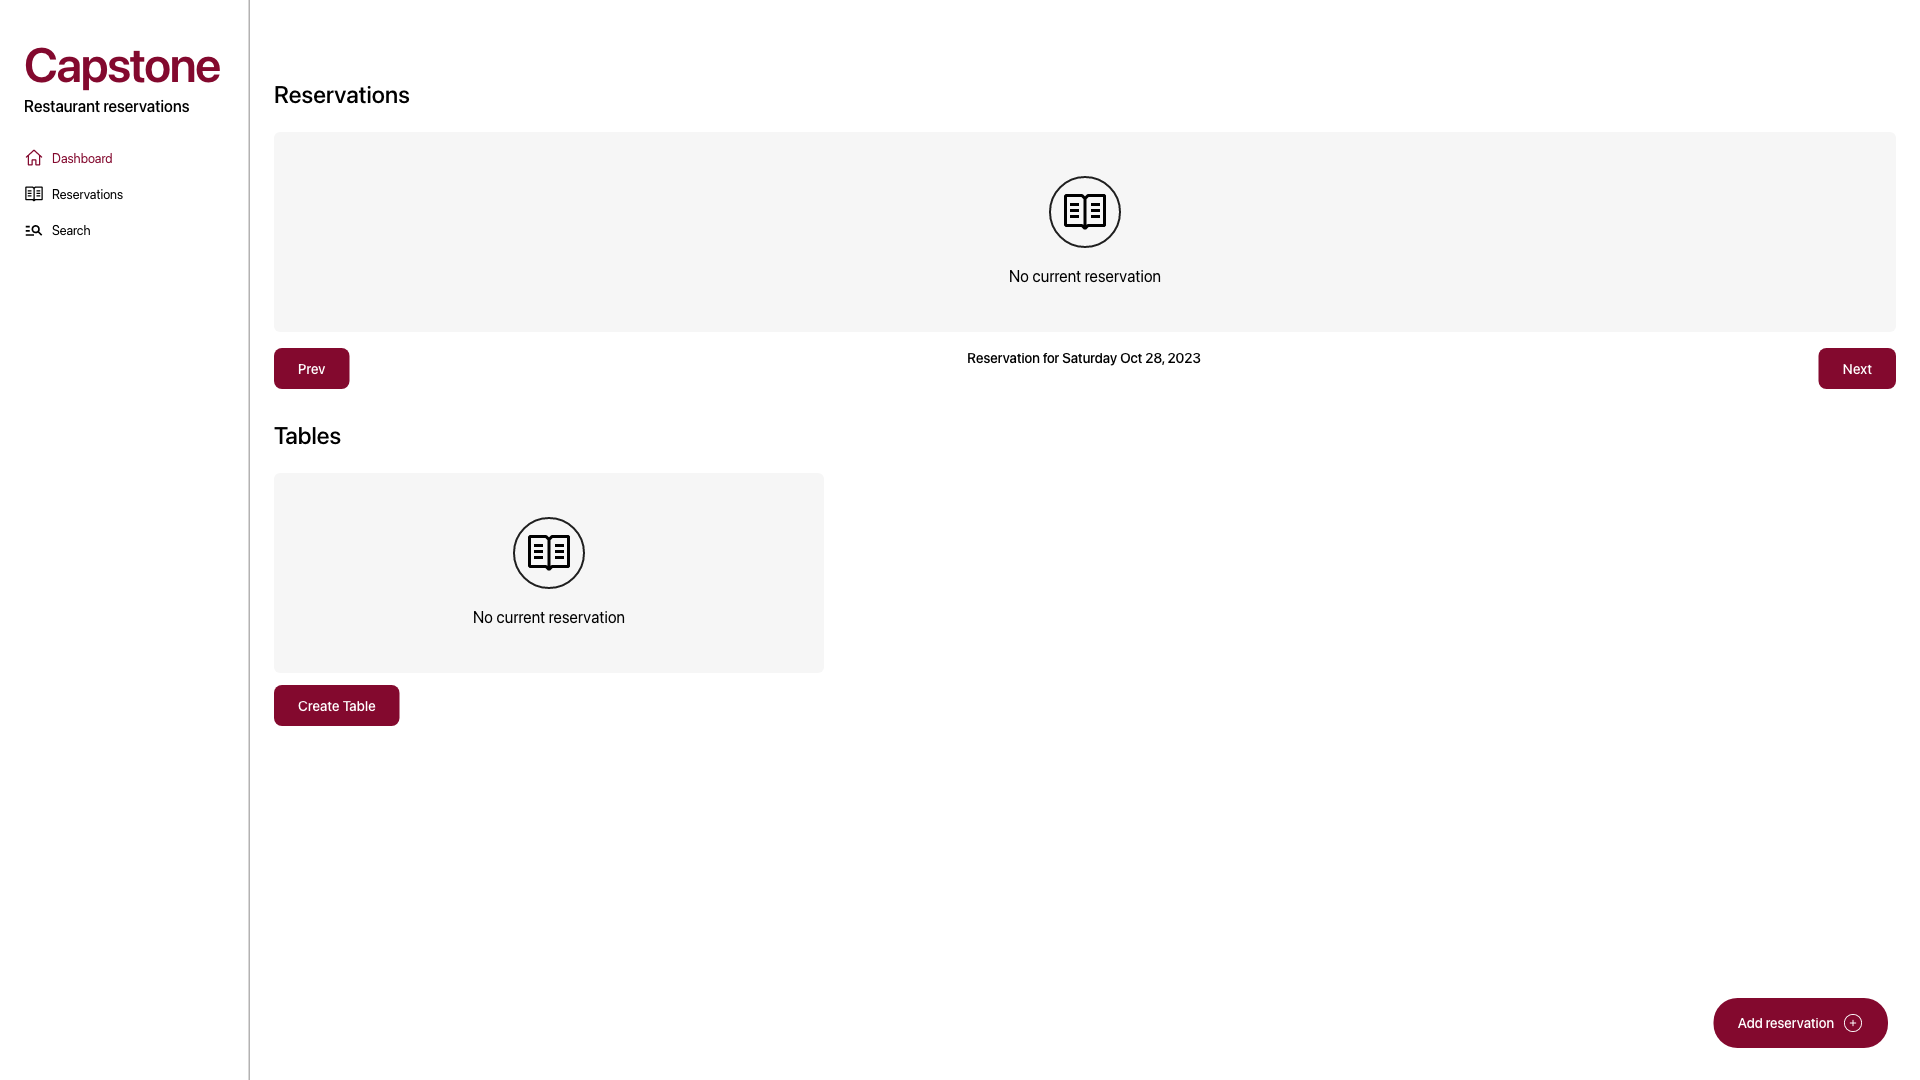 Capstone
Restaurant reservations
Dashboard
Reservations
Search
Reservations
No current reservation
Prev
Reservation for Saturday Oct 28, 2023
Next
Tables
No current reservation
Create Table
Add reservation